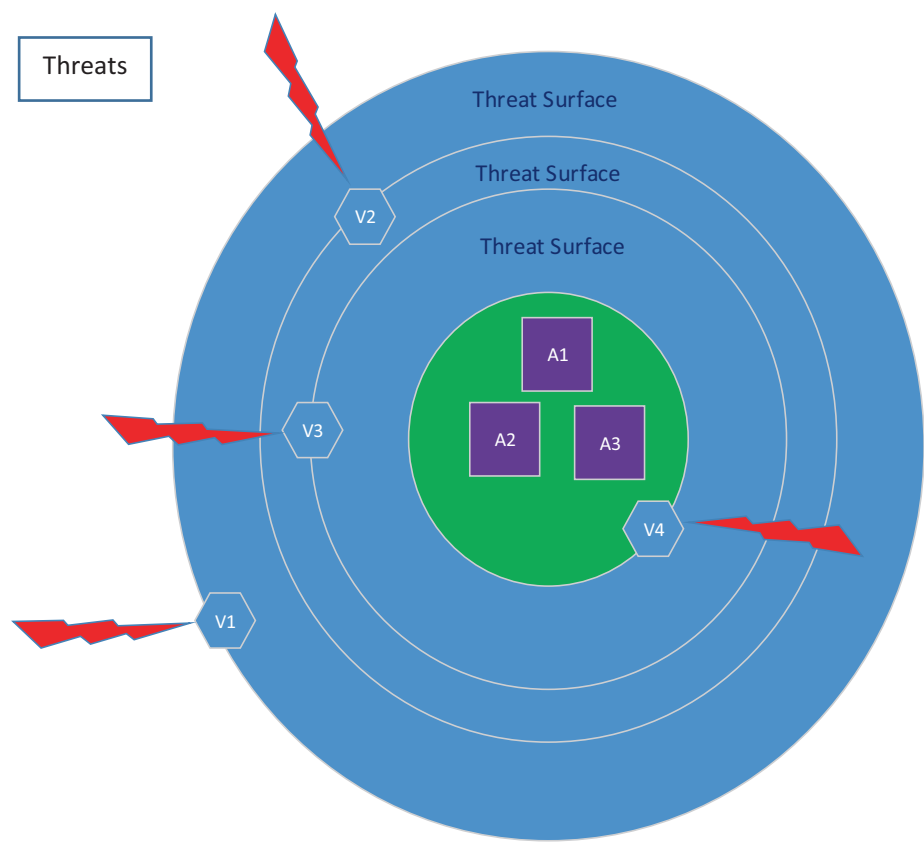 Threats
Threat Surface
Threat Surface
V2
Threat Surface
A1
V3
A2
A3
V4
V1